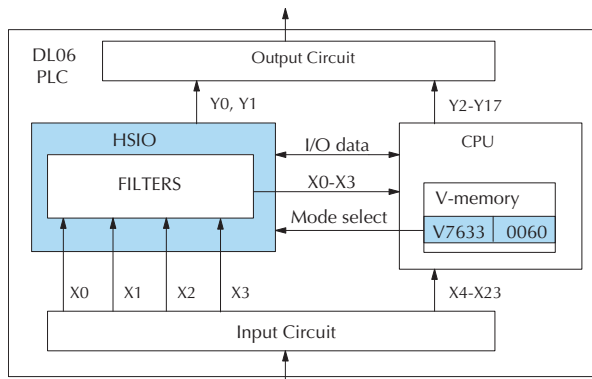 DL06
PLC
Output Circuit
Y0, Y1
Y2-Y17
HSIO
I/O data
CPU
FILTERS
X0-X3
V-memory
Mode select
V7633
0060
X0
X1
X2
X3
X4-X23
Input Circuit